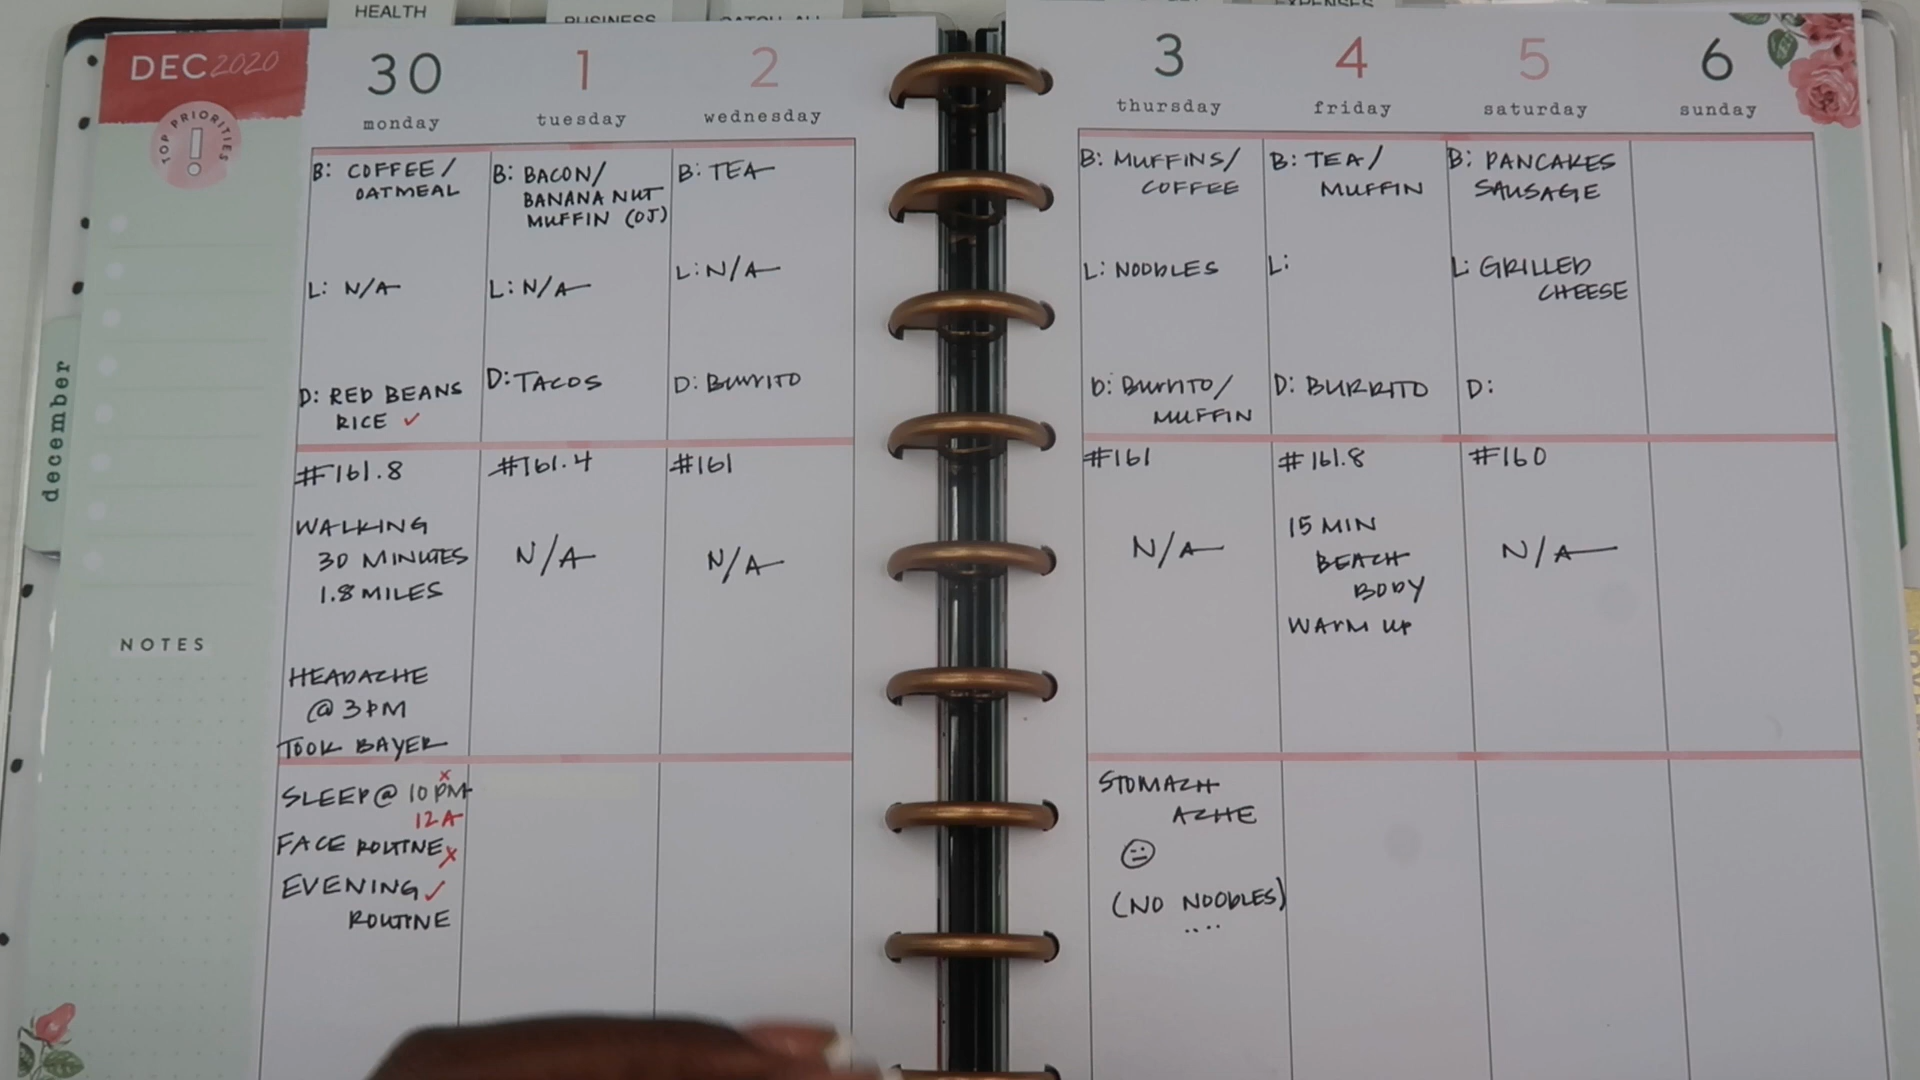 HEALTH
BUSINESS
EXPENSES
DEC 2020
TOP PRIORITIES
!
december
NOTES
30
monday
B: COFFEE/
OATMEAL
L: N/A
D: RED BEANS
RICE ✓
#161.8
WALKING
30 MINUTES
1.8 MILES
HEADACHE
@ 3PM
TOOK BAYER
x
SLEEP @ 10 PM
12A
FACE ROUTINE x
EVENING ✓
ROUTINE
1
tuesday
B: BACON/
BANANA NUT
MUFFIN (OJ)
L: N/A
D: TACOS
#161.4
N/A
2
wednesday
B: TEA
L: N/A
D: BURRITO
#161
N/A
3
thursday
B: MUFFINS/
COFFEE
L: NOODLES
D: BURRITO/
MUFFIN
#161
N/A
STOMACH
ACHE
(NO NOODLES)
....
4
friday
B: TEA/
MUFFIN
L:
D: BURRITO
#161.8
15 MIN
BEACH
BODY
WARM UP
5
saturday
B: PANCAKES
SAUSAGE
L: GRILLED
CHEESE
D:
#160
N/A
6
sunday